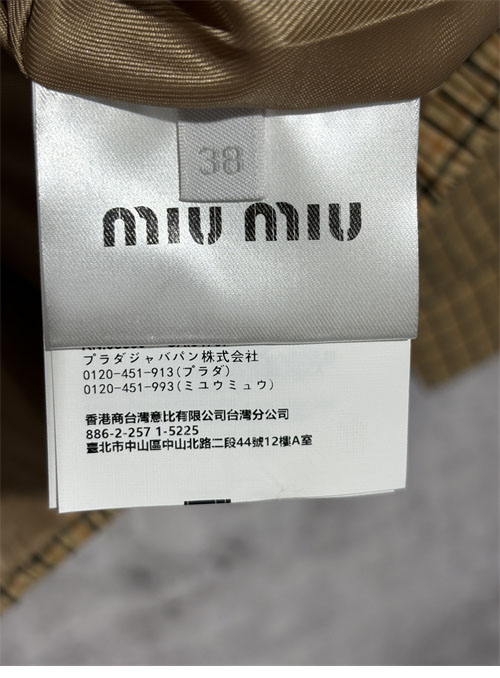 38
miu miu
プラダジャパバン株式会社
0120-451-913(プラダ)
0120-451-993(ミユウミュウ)
香港商台灣意比有限公司台灣分公司
886-2-257 1-5225
臺北市中山區中山北路二段44號12樓A室